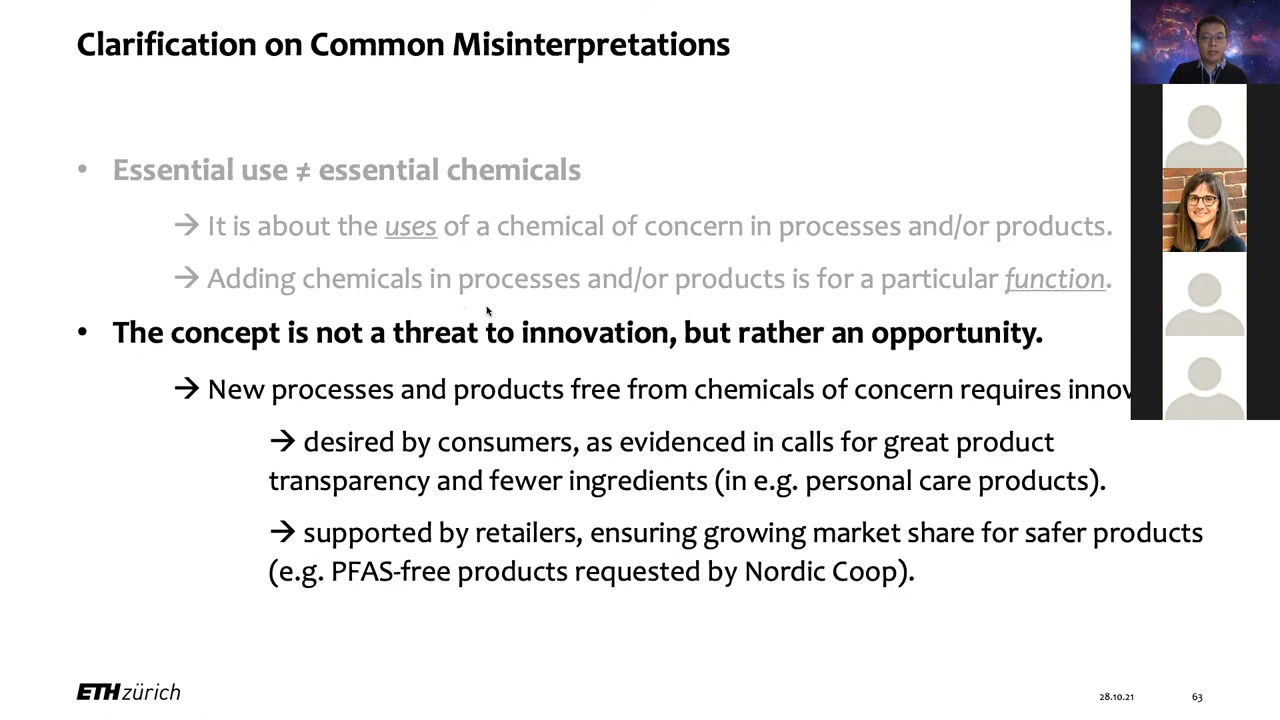 Clarification on Common Misinterpretations
• Essential use ≠ essential chemicals
→ It is about the uses of a chemical of concern in processes and/or products.
→ Adding chemicals in processes and/or products is for a particular function.
• The concept is not a threat to innovation, but rather an opportunity.
→ New processes and products free from chemicals of concern requires
→ desired by consumers, as evidenced in calls for great product
transparency and fewer ingredients (in e.g. personal care products).
→ supported by retailers, ensuring growing market share for safer products
(e.g. PFAS-free products requested by Nordic Coop).
ETH zürich
28.10.21
63